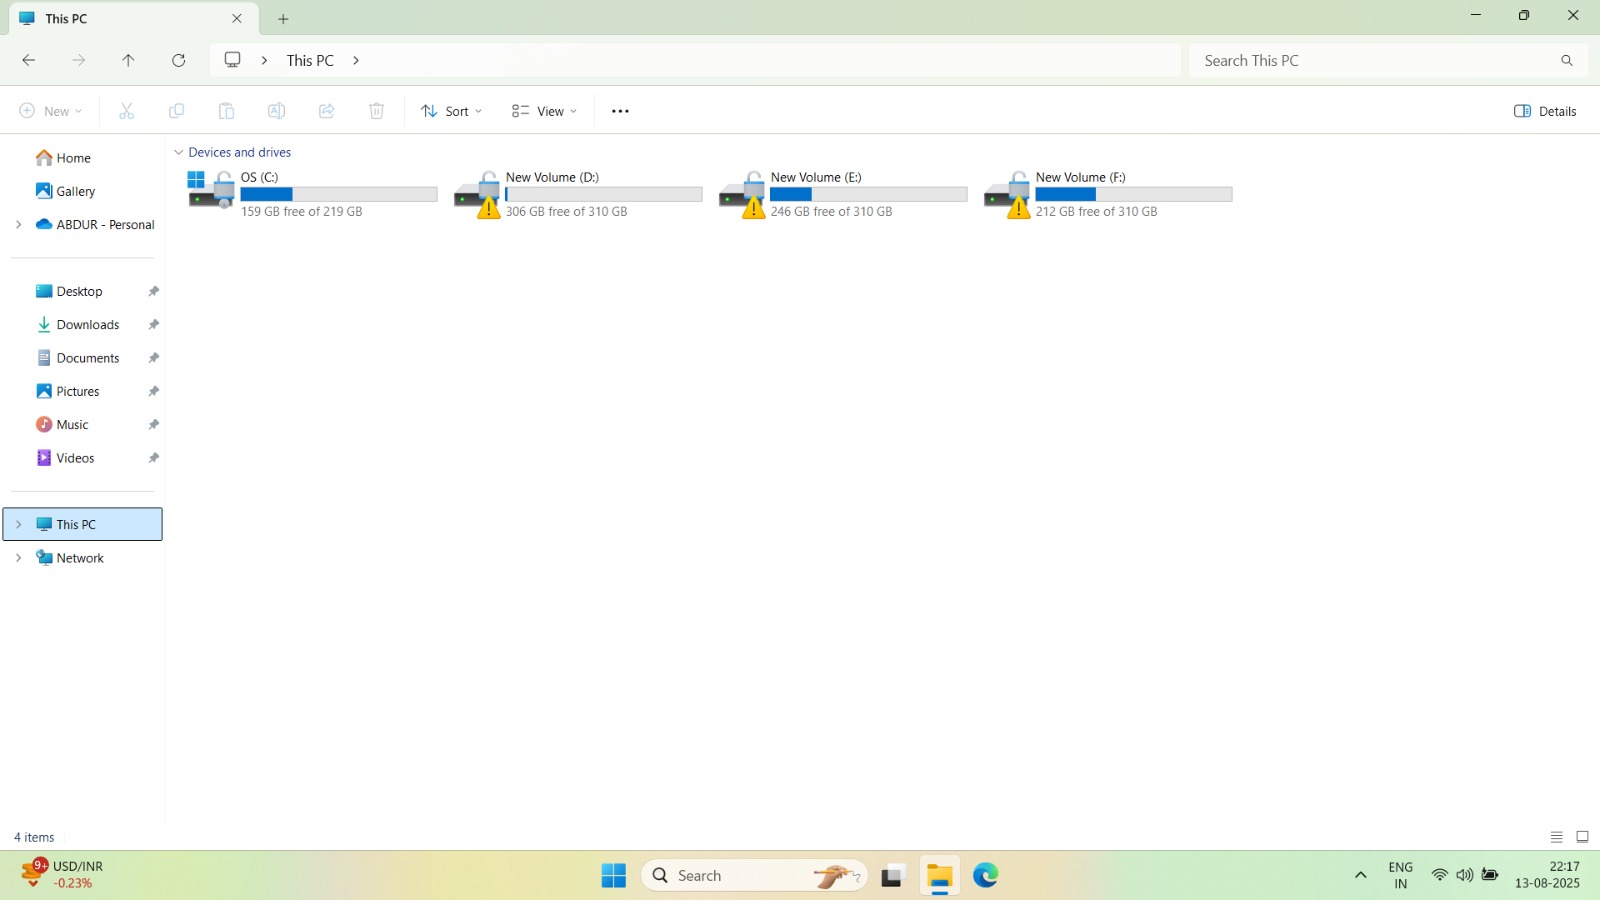 This PC
This PC
Search This PC
New
Sort
View
Details
Home
Gallery
ABDUR - Personal
Desktop
Downloads
Documents
Pictures
Music
Videos
This PC
Network
Devices and drives
OS (C:)
159 GB free of 219 GB
New Volume (D:)
306 GB free of 310 GB
New Volume (E:)
246 GB free of 310 GB
New Volume (F:)
212 GB free of 310 GB
4 items
9+
USD/INR
-0.23%
Search
ENG
IN
22:17
13-08-2025